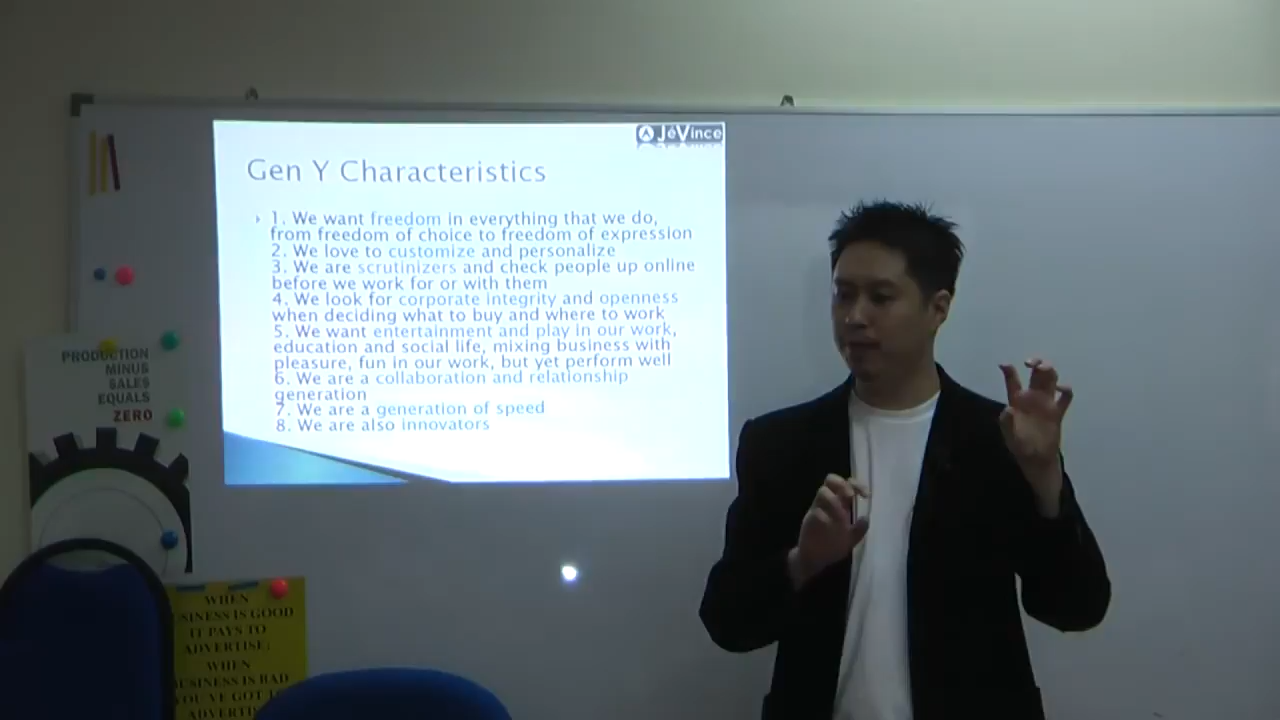 JéVince
Gen Y Characteristics
1. We want freedom in everything that we do,
from freedom of choice to freedom of expression
2. We love to customize and personalize
3. We are scrutinizers and check people up online
before we work for or with them
4. We look for corporate integrity and openness
when deciding what to buy and where to work
5. We want entertainment and play in our work,
education and social life, mixing business with
pleasure, fun in our work, but yet perform well
6. We are a collaboration and relationship
generation
7. We are a generation of speed
8. We are also innovators
PRODUCTION
MINUS
SALES
EQUALS
ZERO
WHEN
IS GOOD
IT PAYS TO
ADVERTISE;
WHEN
BUSINESS IS BAD
YOU'VE GOT